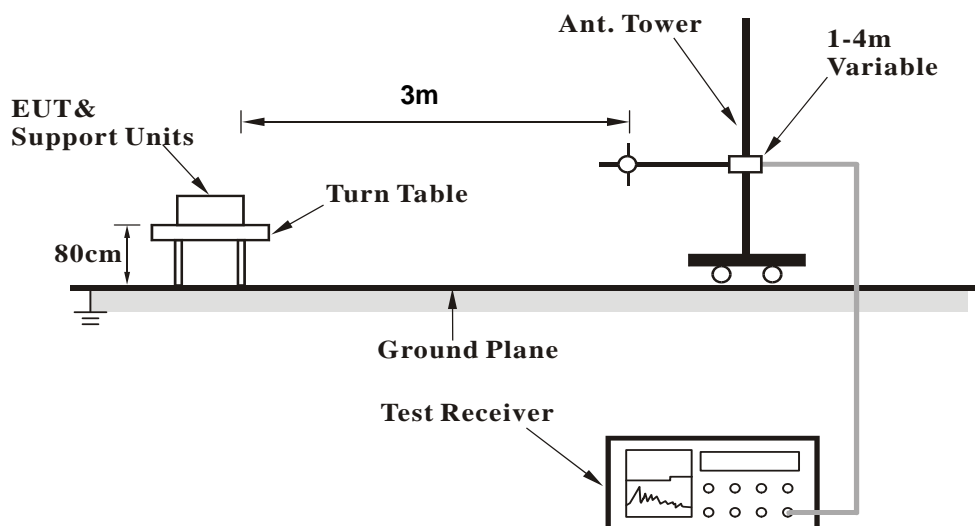 Ant. Tower
1-4m
Variable
3m
EUT&
Support Units
Turn Table
80cm
Ground Plane
Test Receiver